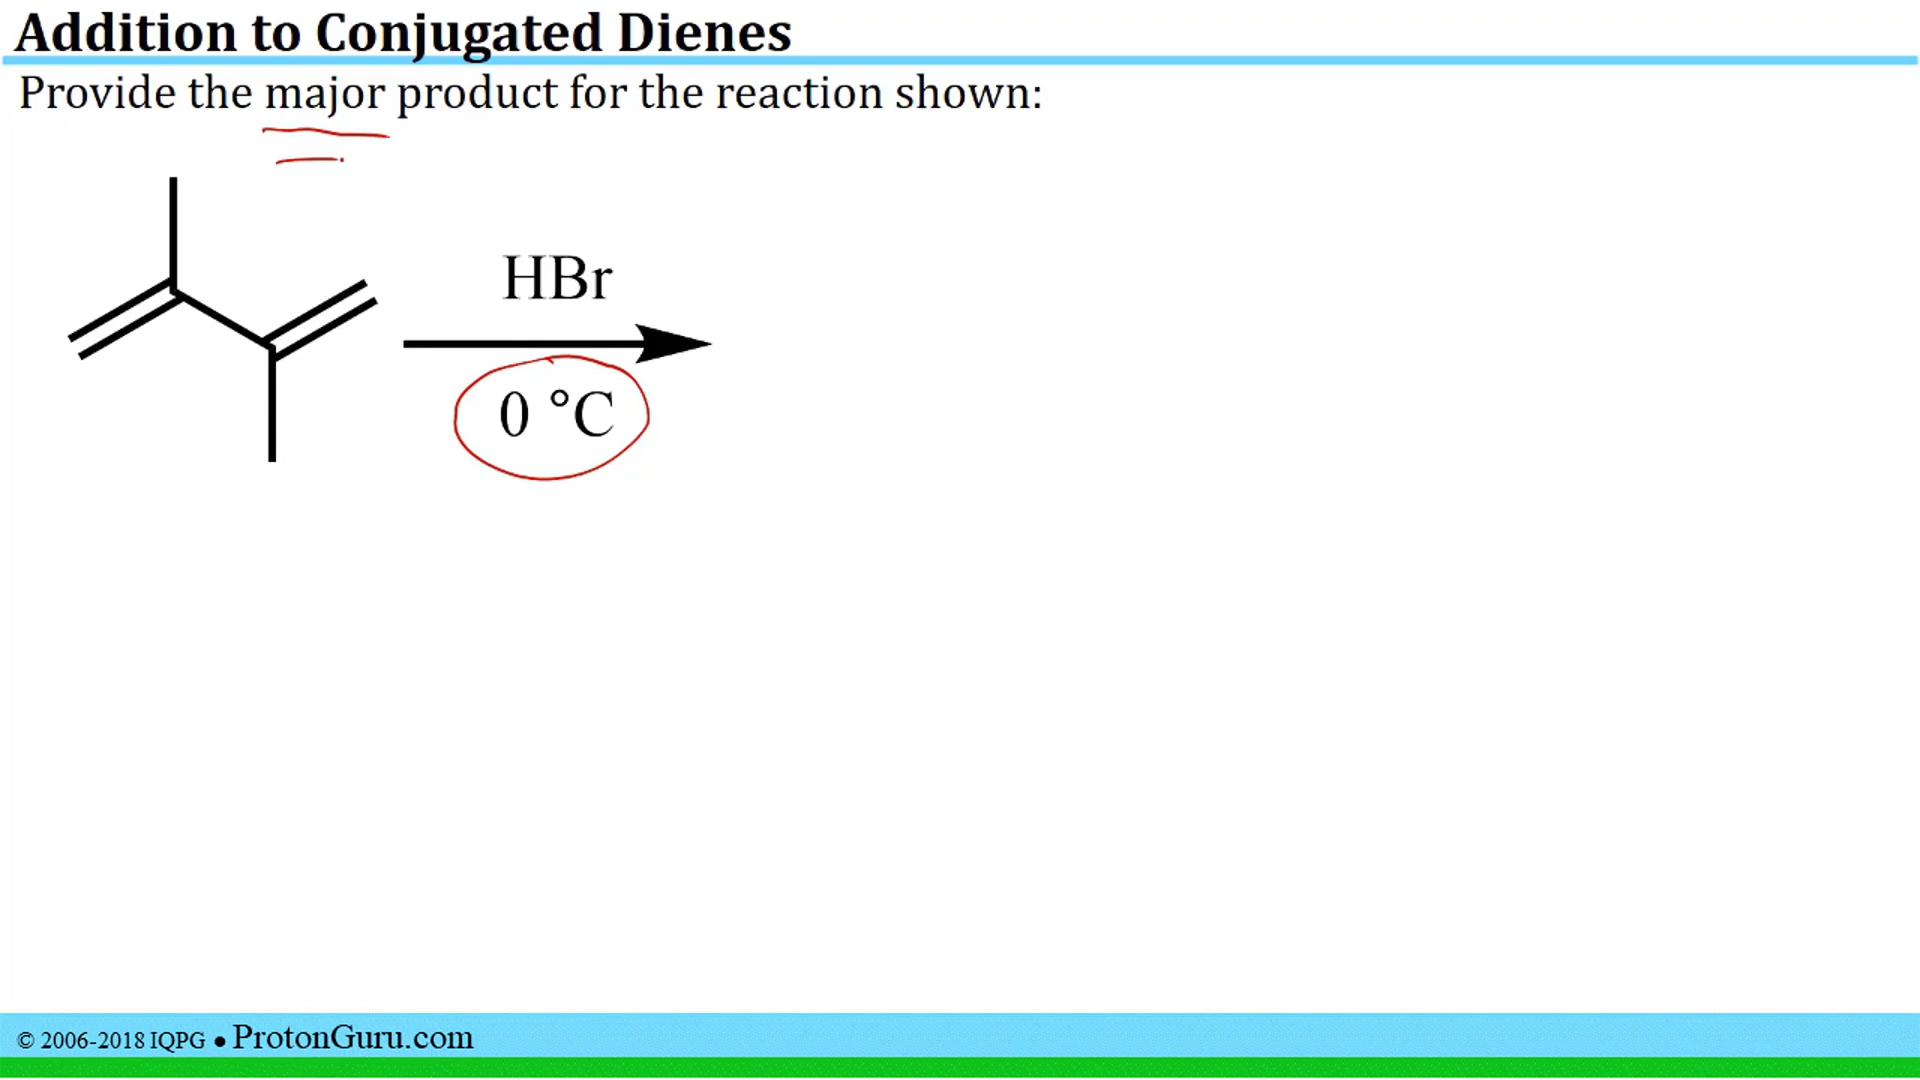 Addition to Conjugated Dienes
Provide the major product for the reaction shown:
HBr
0 °C
© 2006-2018 IQPG ● ProtonGuru.com